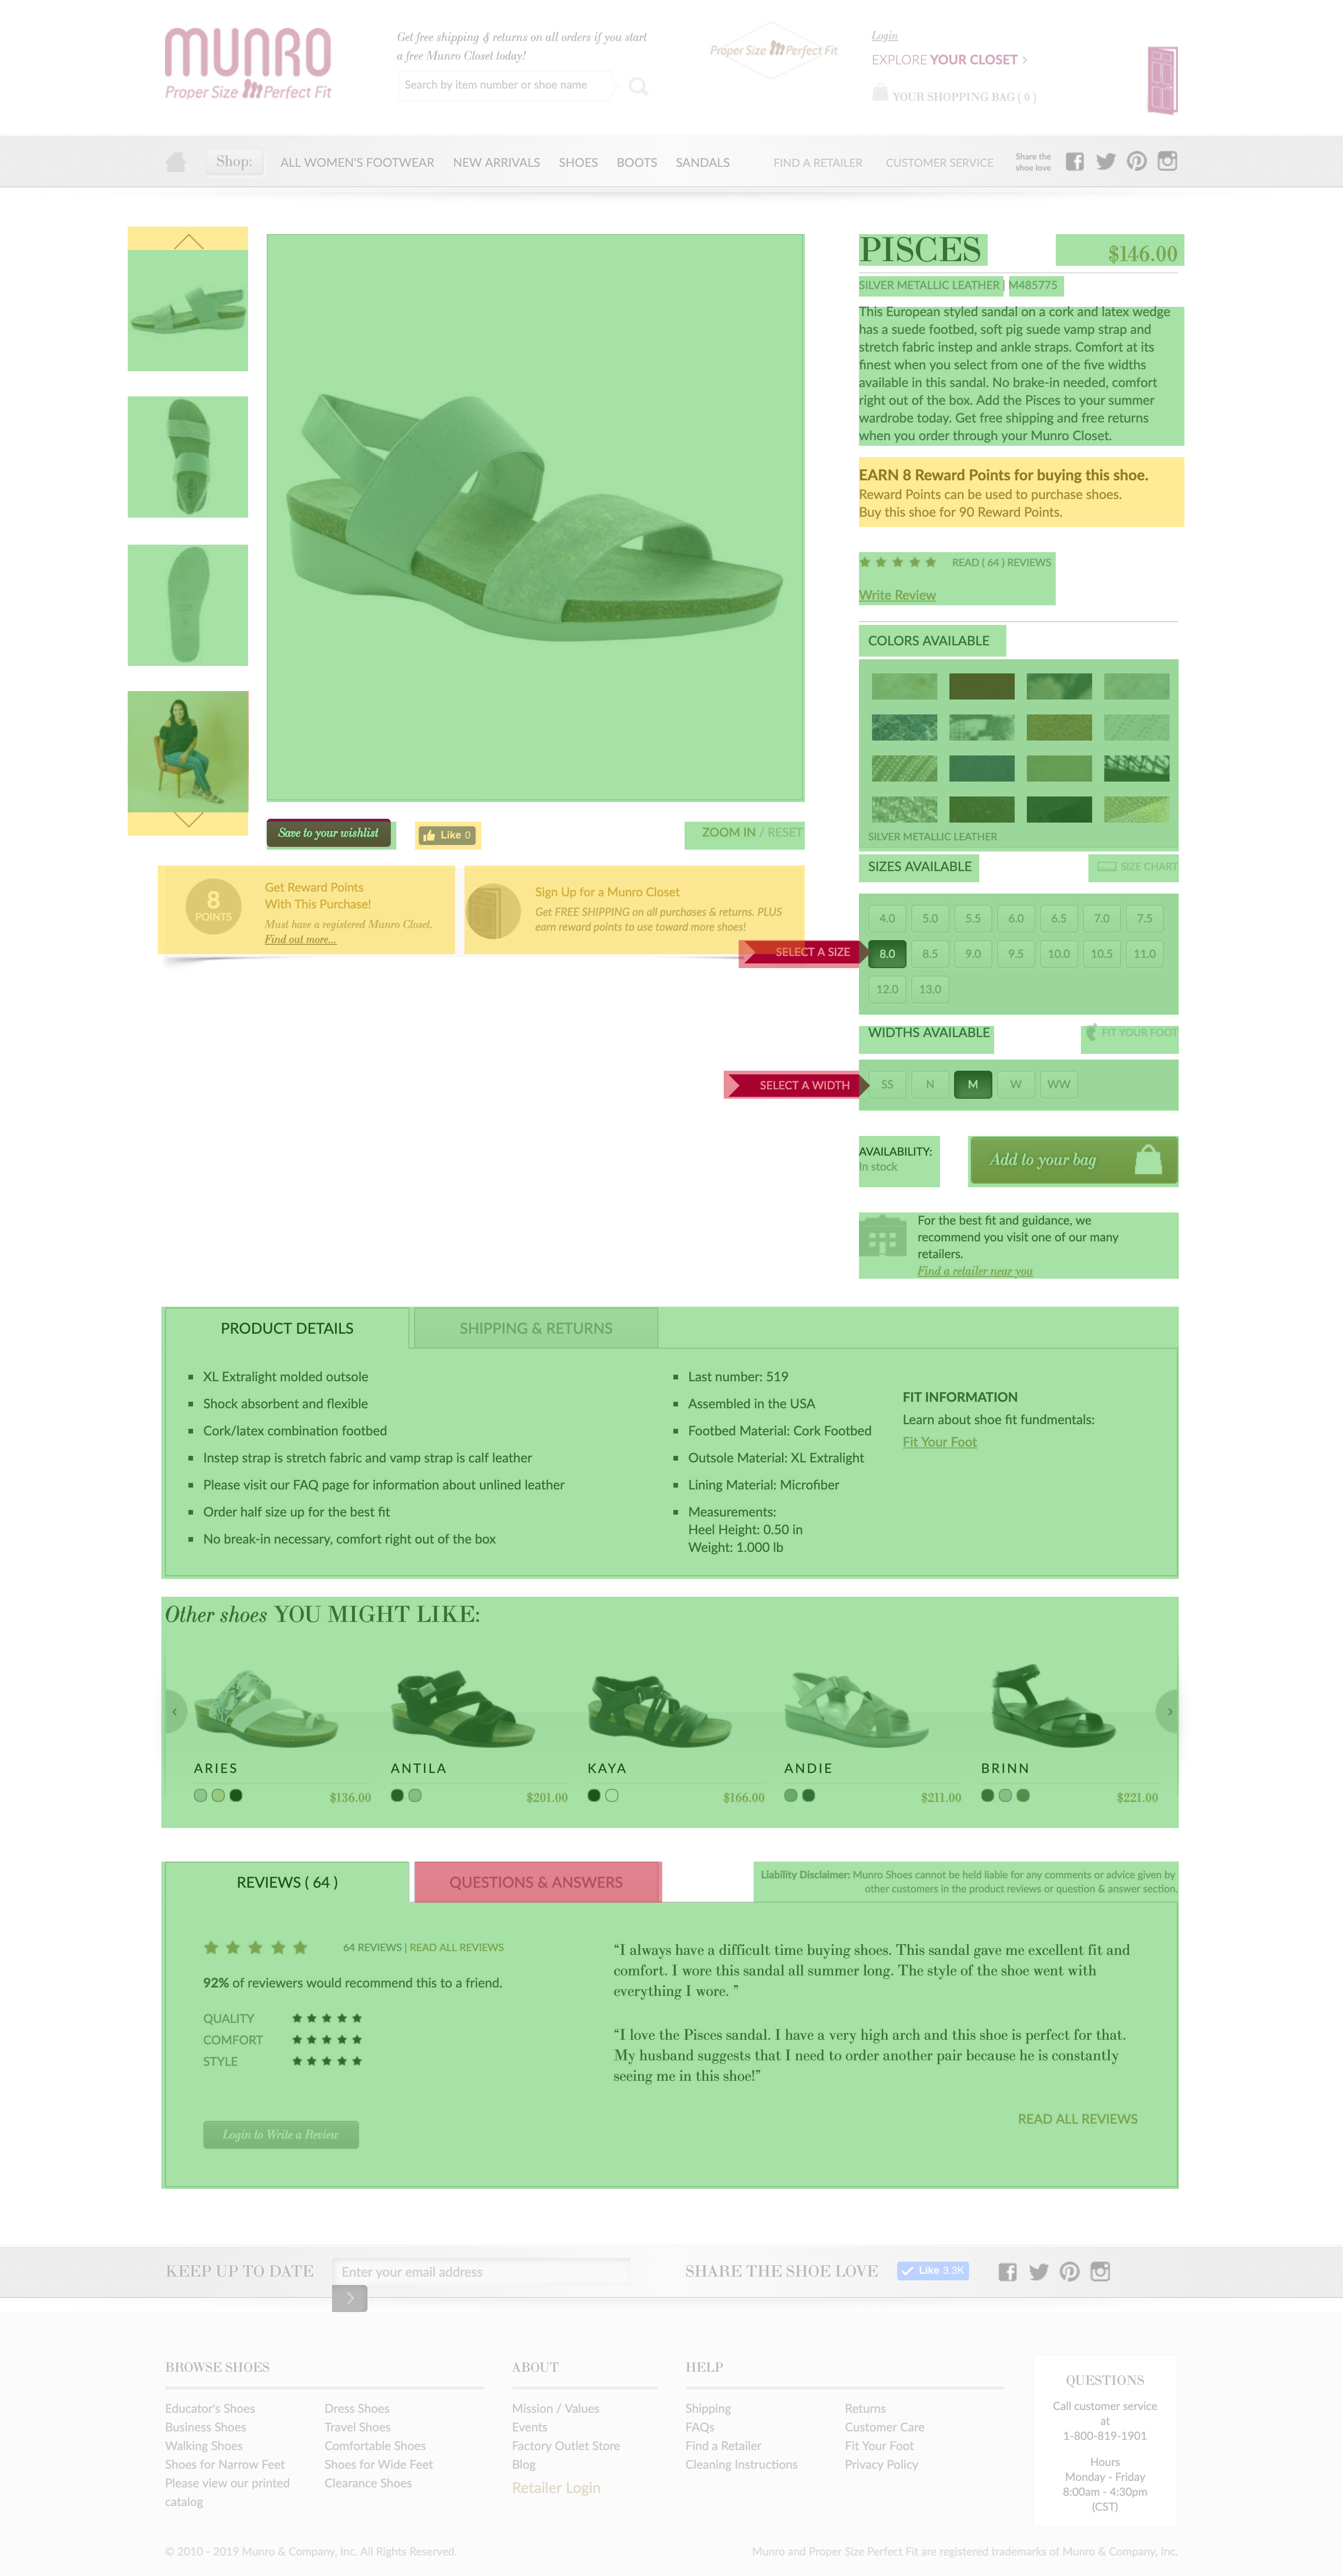 MUNRO
Proper Size M Perfect Fit
Get free shipping & returns on all orders if you start
a free Munro Closet today!
Search by item number or shoe name
Proper Size M Perfect Fit
Login
EXPLORE YOUR CLOSET >
YOUR SHOPPING BAG ( 0 )
Shop:
ALL WOMEN'S FOOTWEAR
NEW ARRIVALS
SHOES
BOOTS
SANDALS
FIND A RETAILER
CUSTOMER SERVICE
Share the
shoe love
PISCES
$146.00
SILVER METALLIC LEATHER | M485775
This European styled sandal on a cork and latex wedge
has a suede footbed, soft pig suede vamp strap and
stretch fabric instep and ankle straps. Comfort at its
finest when you select from one of the five widths
available in this sandal. No brake-in needed, comfort
right out of the box. Add the Pisces to your summer
wardrobe today. Get free shipping and free returns
when you order through your Munro Closet.
EARN 8 Reward Points for buying this shoe.
Reward Points can be used to purchase shoes.
Buy this shoe for 90 Reward Points.
READ ( 64 ) REVIEWS
Write Review
COLORS AVAILABLE
SILVER METALLIC LEATHER
Save to your wishlist
Like 0
ZOOM IN / RESET
8
POINTS
Get Reward Points
With This Purchase!
Must have a registered Munro Closet.
Find out more...
Sign Up for a Munro Closet
Get FREE SHIPPING on all purchases & returns. PLUS
earn reward points to use toward more shoes!
SIZES AVAILABLE
SIZE CHART
4.0 5.0 5.5 6.0 6.5 7.0 7.5
SELECT A SIZE
8.0 8.5 9.0 9.5 10.0 10.5 11.0
12.0 13.0
WIDTHS AVAILABLE
FIT YOUR FOOT
SELECT A WIDTH
SS N M W WW
AVAILABILITY:
In stock
Add to your bag
For the best fit and guidance, we
recommend you visit one of our many
retailers.
Find a retailer near you
PRODUCT DETAILS
SHIPPING & RETURNS
XL Extralight molded outsole
Shock absorbent and flexible
Cork/latex combination footbed
Instep strap is stretch fabric and vamp strap is calf leather
Please visit our FAQ page for information about unlined leather
Order half size up for the best fit
No break-in necessary, comfort right out of the box
Last number: 519
Assembled in the USA
Footbed Material: Cork Footbed
Outsole Material: XL Extralight
Lining Material: Microfiber
Measurements:
Heel Height: 0.50 in
Weight: 1.000 lb
FIT INFORMATION
Learn about shoe fit fundmentals:
Fit Your Foot
Other shoes YOU MIGHT LIKE:
ARIES
$136.00
ANTILA
$201.00
KAYA
$166.00
ANDIE
$211.00
BRINN
$221.00
REVIEWS ( 64 )
QUESTIONS & ANSWERS
Liability Disclaimer: Munro Shoes cannot be held liable for any comments or advice given by
other customers in the product reviews or question & answer section.
64 REVIEWS | READ ALL REVIEWS
92% of reviewers would recommend this to a friend.
QUALITY
COMFORT
STYLE
Login to Write a Review
“I always have a difficult time buying shoes. This sandal gave me excellent fit and
comfort. I wore this sandal all summer long. The style of the shoe went with
everything I wore. ”
“I love the Pisces sandal. I have a very high arch and this shoe is perfect for that.
My husband suggests that I need to order another pair because he is constantly
seeing me in this shoe!”
READ ALL REVIEWS
KEEP UP TO DATE
Enter your email address
SHARE THE SHOE LOVE
Like 3.3K
BROWSE SHOES
Educator's Shoes
Business Shoes
Walking Shoes
Shoes for Narrow Feet
Please view our printed
catalog
Dress Shoes
Travel Shoes
Comfortable Shoes
Shoes for Wide Feet
Clearance Shoes
ABOUT
Mission / Values
Events
Factory Outlet Store
Blog
Retailer Login
HELP
Shipping
FAQs
Find a Retailer
Cleaning Instructions
Returns
Customer Care
Fit Your Foot
Privacy Policy
QUESTIONS
Call customer service
at
1-800-819-1901
Hours
Monday - Friday
8:00am - 4:30pm
(CST)
© 2010 - 2019 Munro & Company, Inc. All Rights Reserved.
Munro and Proper Size Perfect Fit are registered trademarks of Munro & Company, Inc.